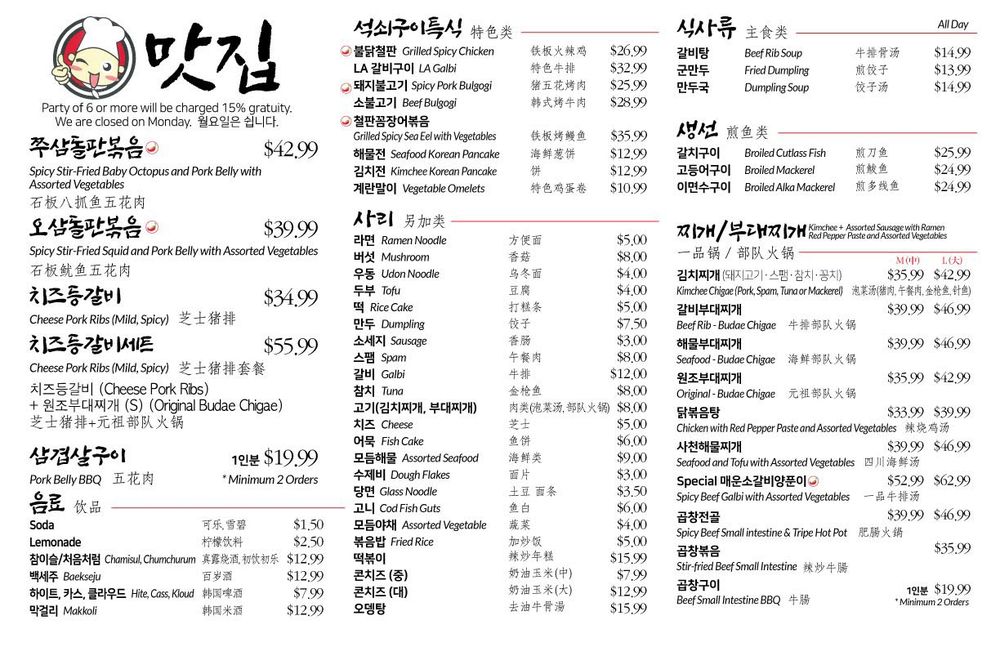 맛집
Party of 6 or more will be charged 15% gratuity.
We are closed on Monday. 월요일은 쉽니다.
쭈삼돌판볶음 $42.99
Spicy Stir-Fried Baby Octopus and Pork Belly with
Assorted Vegetables
石板八抓鱼五花肉
오삼돌판볶음 $39.99
Spicy Stir-Fried Squid and Pork Belly with Assorted Vegetables
石板鱿鱼五花肉
치즈등갈비 $34.99
Cheese Pork Ribs (Mild, Spicy) 芝士猪排
치즈등갈비세트 $55.99
Cheese Pork Ribs (Mild, Spicy) 芝士猪排套餐
치즈등갈비 (Cheese Pork Ribs)
+ 원조부대찌개 (S) (Original Budae Chigae)
芝士猪排+元祖部队火锅
삼겹살구이 1인분 $19.99
Pork Belly BBQ 五花肉 * Minimum 2 Orders
음료 饮品
Soda 可乐,雪碧 $1.50
Lemonade 柠檬饮料 $2.50
참이슬/처음처럼 Chamisul, Chumchurum 真露烧酒,初饮初乐 $12.99
백세주 Baekseju 百岁酒 $12.99
하이트, 카스, 클라우드 Hite, Cass, Kloud 韩国啤酒 $7.99
막걸리 Makkoli 韩国米酒 $12.99
석쇠구이특식 特色类
불닭철판 Grilled Spicy Chicken 铁板火辣鸡 $26.99
LA 갈비구이 LA Galbi 特色牛排 $32.99
돼지불고기 Spicy Pork Bulgogi 猪五花烤肉 $25.99
소불고기 Beef Bulgogi 韩式烤牛肉 $28.99
철판꼼장어볶음
Grilled Spicy Sea Eel with Vegetables 铁板烤鳗鱼 $35.99
해물전 Seafood Korean Pancake 海鲜葱饼 $12.99
김치전 Kimchee Korean Pancake 饼 $12.99
계란말이 Vegetable Omelets 特色鸡蛋卷 $10.99
사리 另加类
라면 Ramen Noodle 方便面 $5.00
버섯 Mushroom 香菇 $8.00
우동 Udon Noodle 乌冬面 $4.00
두부 Tofu 豆腐 $4.00
떡 Rice Cake 打糕条 $5.00
만두 Dumpling 饺子 $7.50
소세지 Sausage 香肠 $3.00
스팸 Spam 午餐肉 $8.00
갈비 Galbi 牛排 $12.00
참치 Tuna 金枪鱼 $8.00
고기(김치찌개, 부대찌개) 肉类(泡菜汤,部队火锅) $8.00
치즈 Cheese 芝士 $5.00
어묵 Fish Cake 鱼饼 $6.00
모듬해물 Assorted Seafood 海鲜类 $9.00
수제비 Dough Flakes 面片 $3.00
당면 Glass Noodle 土豆 面条 $3.50
고니 Cod Fish Guts 鱼白 $6.00
모듬야채 Assorted Vegetable 蔬菜 $4.00
볶음밥 Fried Rice 加炒饭 $5.00
떡볶이 辣炒年糕 $15.99
콘치즈 (중) 奶油玉米(中) $7.99
콘치즈 (대) 奶油玉米(大) $12.99
오뎅탕 去油牛骨湯 $15.99
식사류 主食类 All Day
갈비탕 Beef Rib Soup 牛排骨汤 $14.99
군만두 Fried Dumpling 煎饺子 $13.99
만두국 Dumpling Soup 饺子汤 $14.99
생선 煎鱼类
갈치구이 Broiled Cutlass Fish 煎刀鱼 $25.99
고등어구이 Broiled Mackerel 煎鲅鱼 $24.99
이면수구이 Broiled Alka Mackerel 煎多线鱼 $24.99
찌개/부대찌개 Kimchee + Assorted Sausage with Ramen
Red Pepper Paste and Assorted Vegetables
一品锅 / 部队火锅
M (中) L (大)
김치찌개 (돼지고기·스팸·참치·꽁치) $35.99 $42.99
Kimchee Chigae (Pork, Spam, Tuna or Mackerel) 泡菜汤(猪肉,午餐肉,金枪鱼,针鱼)
갈비부대찌개 $39.99 $46.99
Beef Rib - Budae Chigae 牛排部队火锅
해물부대찌개 $39.99 $46.99
Seafood - Budae Chigae 海鲜部队火锅
원조부대찌개 $35.99 $42.99
Original - Budae Chigae 元祖部队火锅
닭볶음탕 $33.99 $39.99
Chicken with Red Pepper Paste and Assorted Vegetables 辣烧鸡汤
사천해물찌개 $39.99 $46.99
Seafood and Tofu with Assorted Vegetables 四川海鲜汤
Special 매운소갈비양푼이 $52.99 $62.99
Spicy Beef Galbi with Assorted Vegetables 一品牛排汤
곱창전골 $39.99 $46.99
Spicy Beef Small intestine & Tripe Hot Pot 肥腸火鍋
곱창볶음 $35.99
Stir-fried Beef Small Intestine 辣炒牛腸
곱창구이 1인분 $19.99
Beef Small Intestine BBQ 牛腸 * Minimum 2 Orders